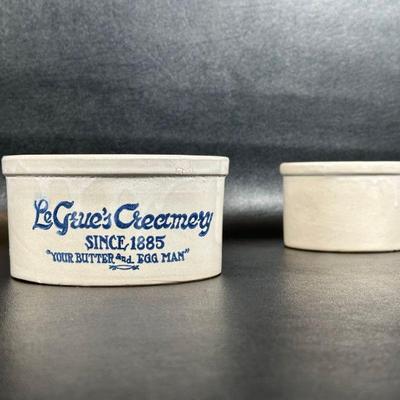 LeGrue's Creamery
SINCE 1885
"YOUR BUTTER and EGG MAN"